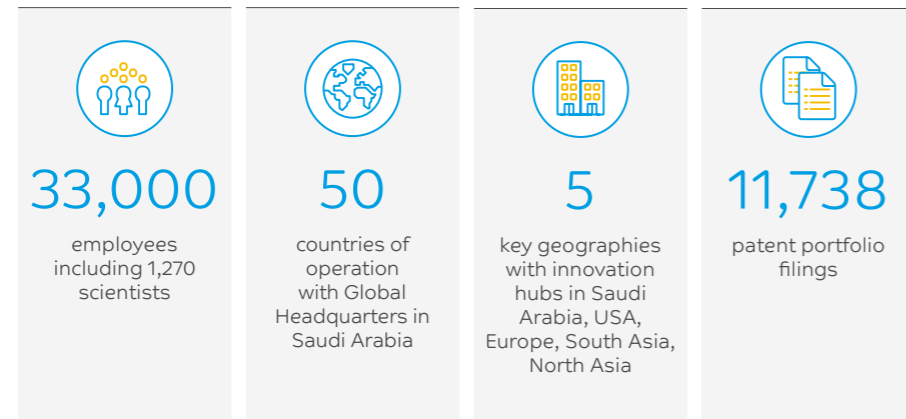 33,000
employees
including 1,270
scientists
50
countries of
operation
with Global
Headquarters in
Saudi Arabia
5
key geographies
with innovation
hubs in Saudi
Arabia, USA,
Europe, South Asia,
North Asia
11,738
patent portfolio
filings